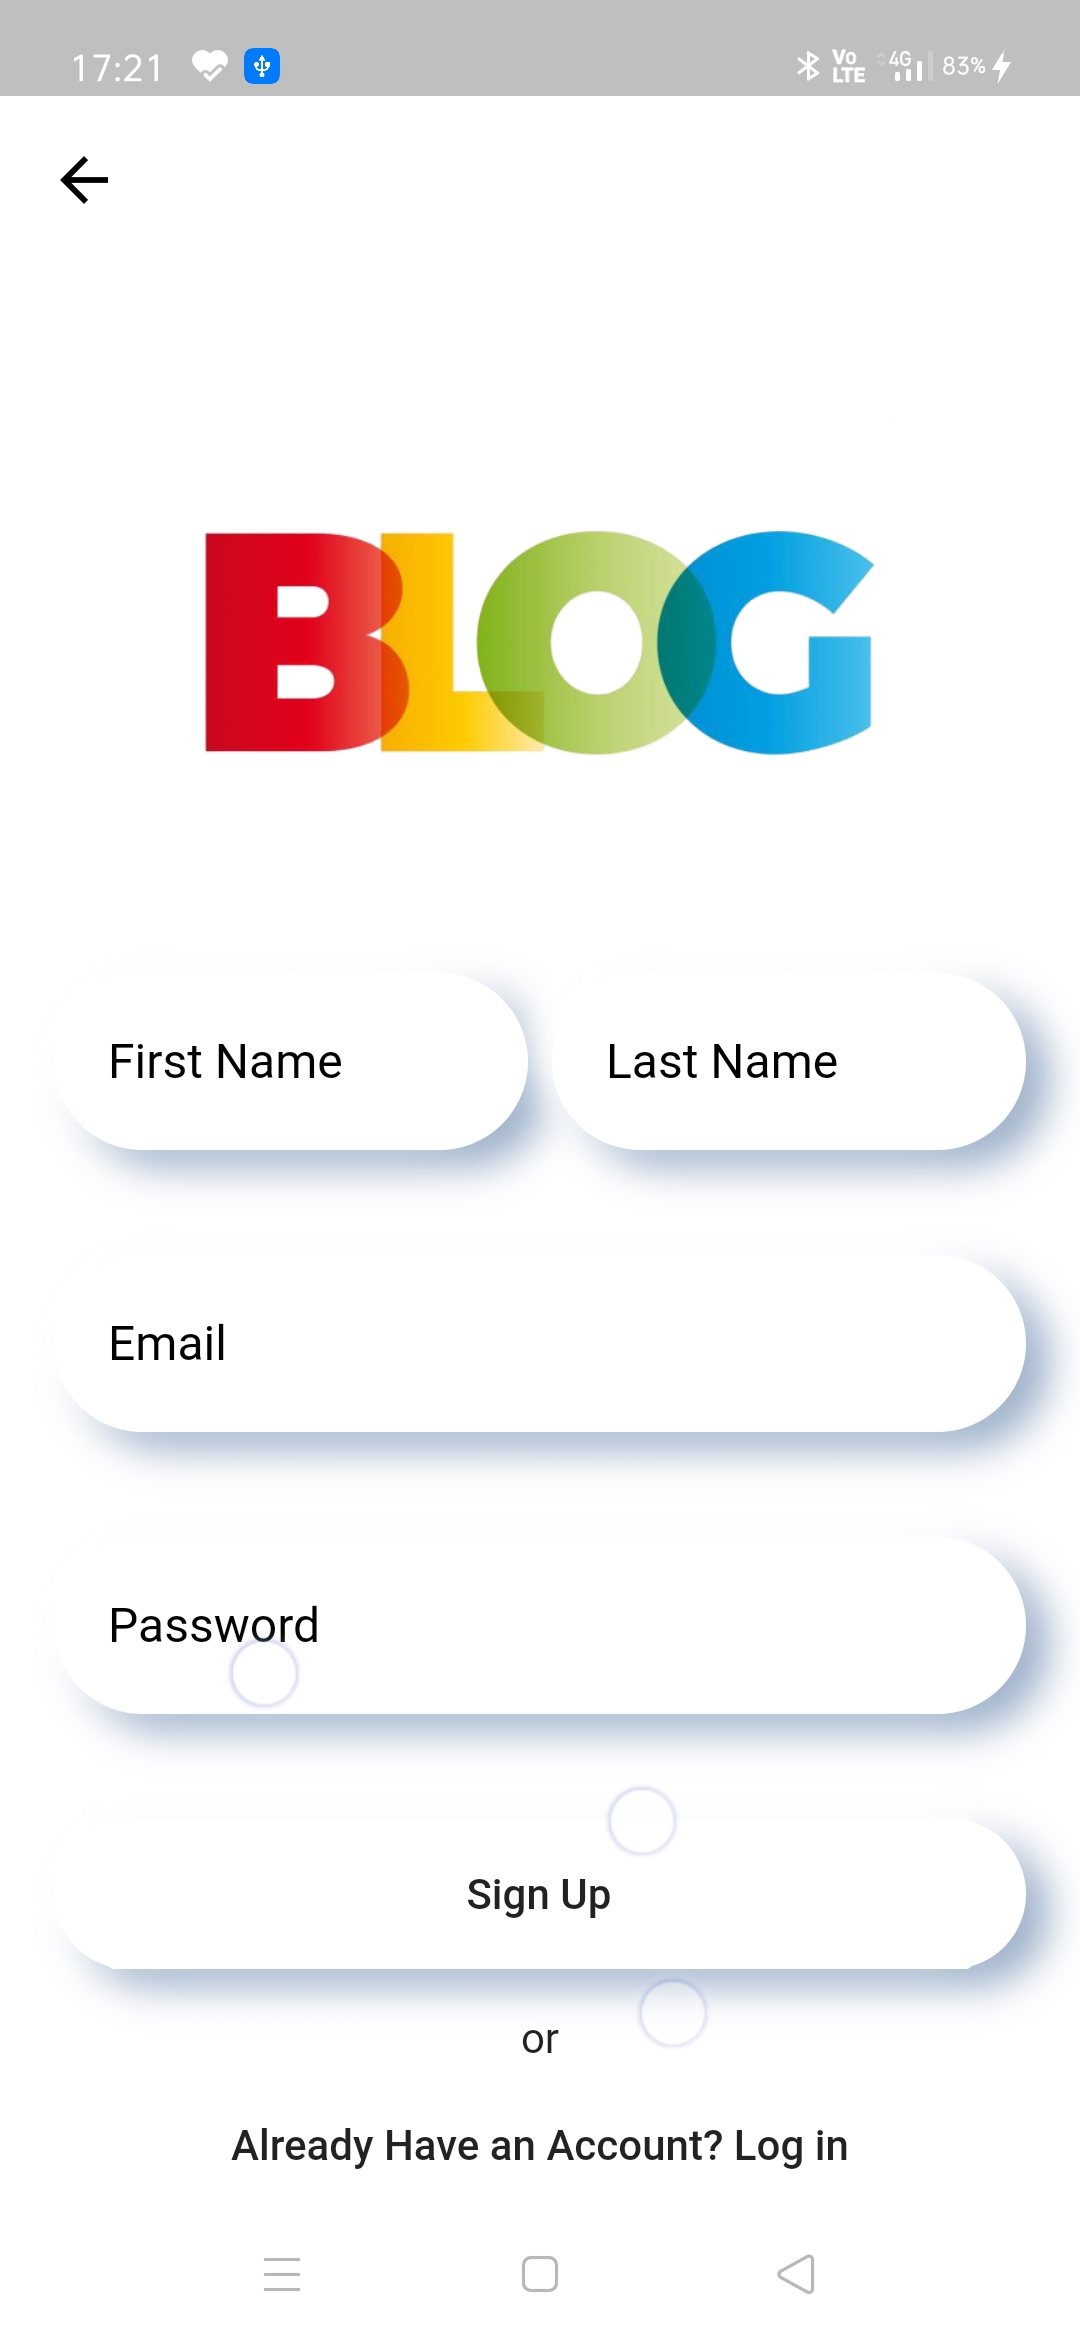 17:21 Vo LTE 4G 83%
BLOG
First Name Last Name
Email
Password
Sign Up
or
Already Have an Account? Log in